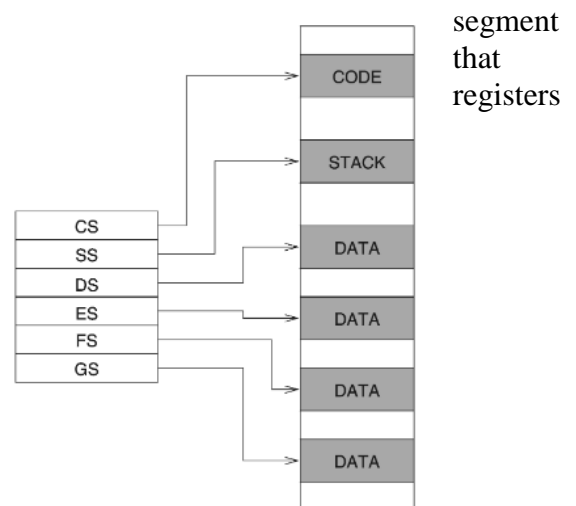 segment
that
registers
CODE
STACK
CS
SS
DS
ES
FS
GS
DATA
DATA
DATA
DATA